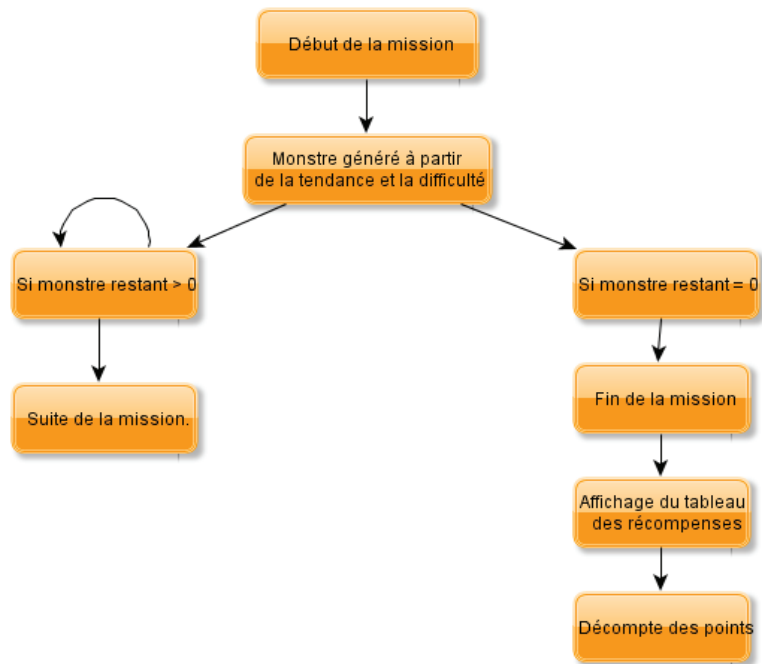 Début de la mission
Monstre généré à partir
de la tendance et la difficulté
Si monstre restant > 0
Si monstre restant = 0
Suite de la mission.
Fin de la mission
Affichage du tableau
des récompenses
Décompte des points